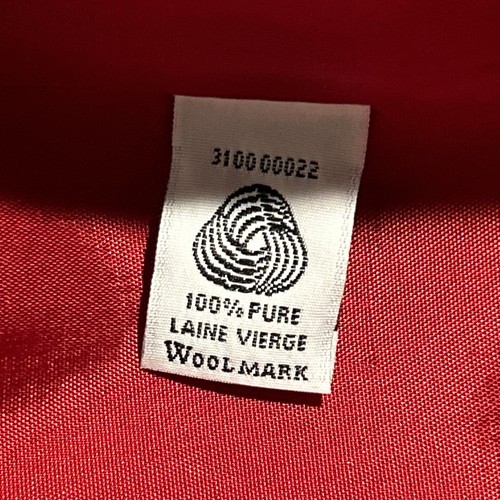 310000022
100% PURE
LAINE VIERGE
WOOLMARK